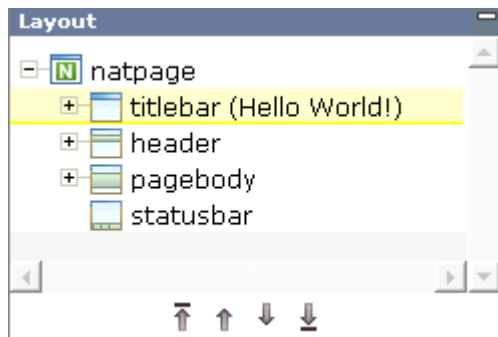 Layout
N natpage
titlebar (Hello World!)
header
pagebody
statusbar